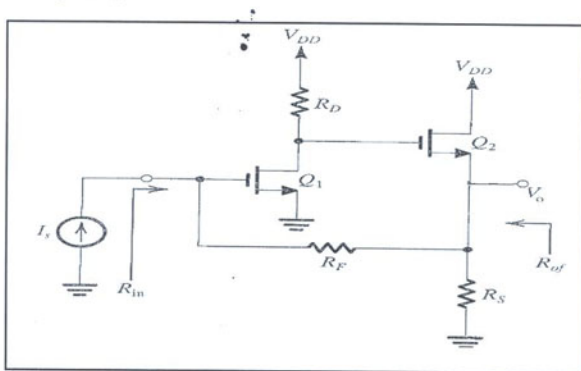 V_DD
V_DD
R_D
Q_2
Q_1
V_o
I_s
R_in
R_F
R_of
R_S